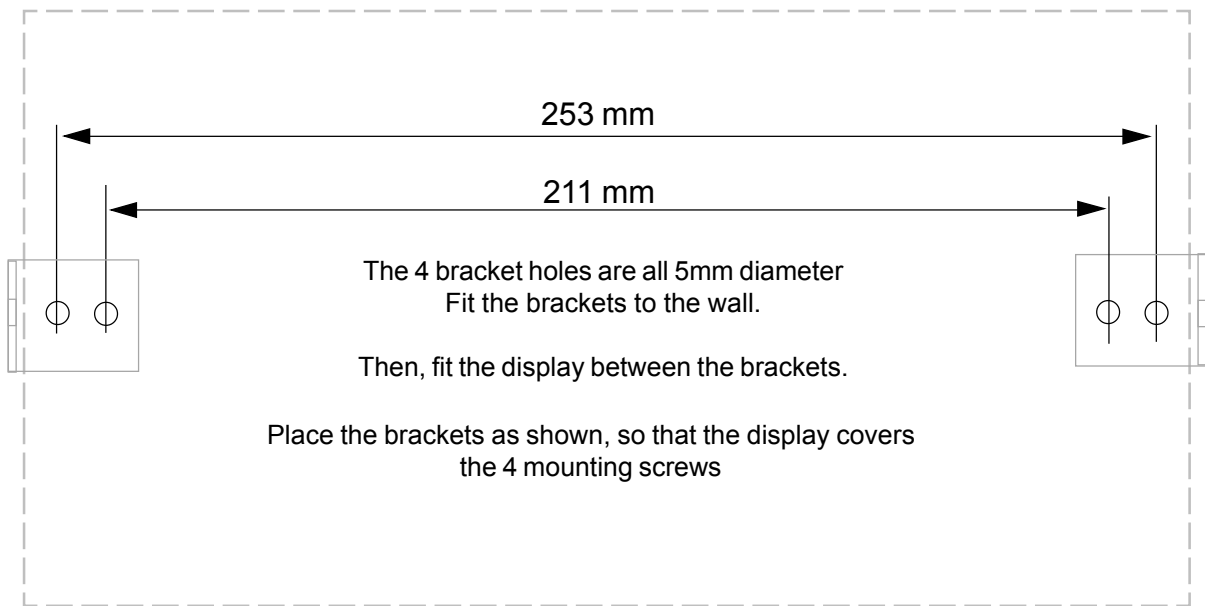 253 mm
211 mm
The 4 bracket holes are all 5mm diameter
Fit the brackets to the wall.
Then, fit the display between the brackets.
Place the brackets as shown, so that the display covers
the 4 mounting screws